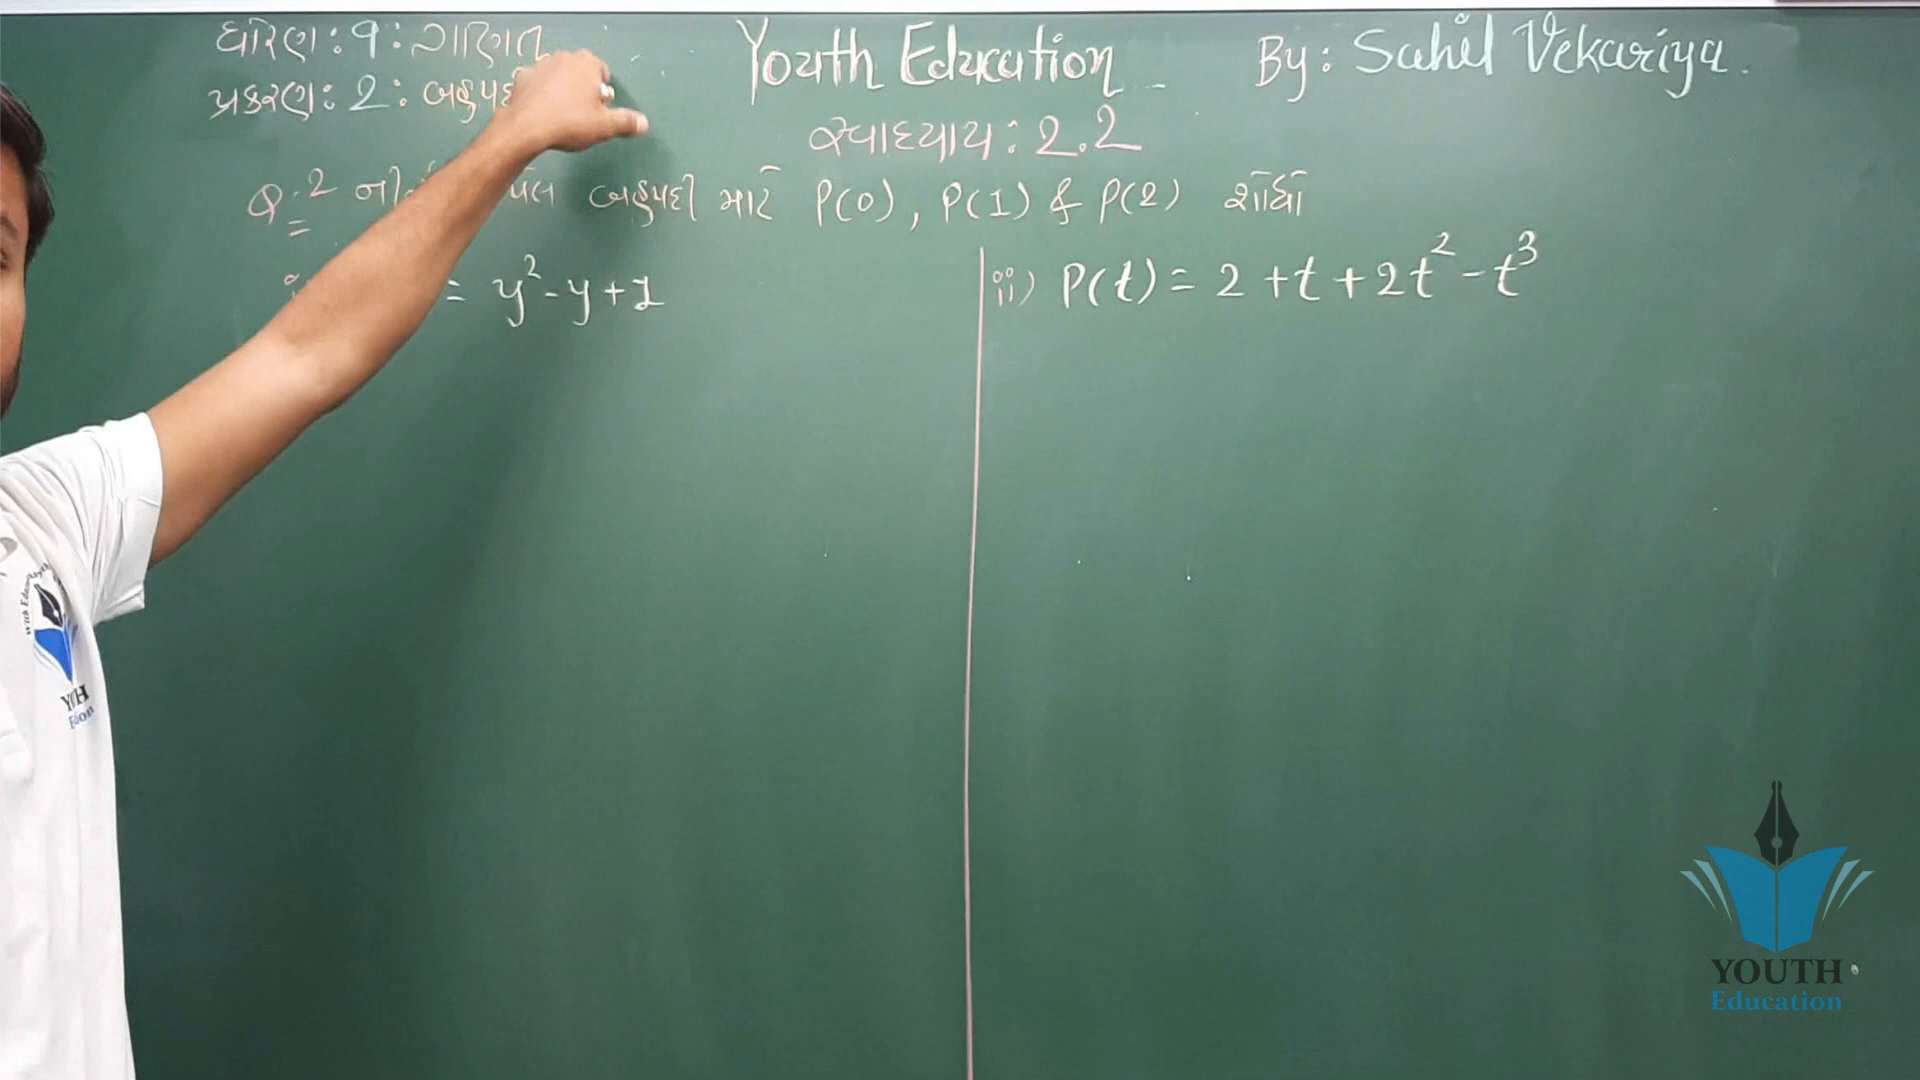 ધોરણ : 9 : ગણિત
પ્રકરણ : 2 : બહુપદી
Youth Education
By : Sahil Vekariya.
સ્વાધ્યાય : 2.2
Q.2 બહુપદી માટે P(0), P(1) & P(2) શોધો
= y² - y + 1
ii) P(t) = 2 + t + 2t² - t³
YOUTH
Education